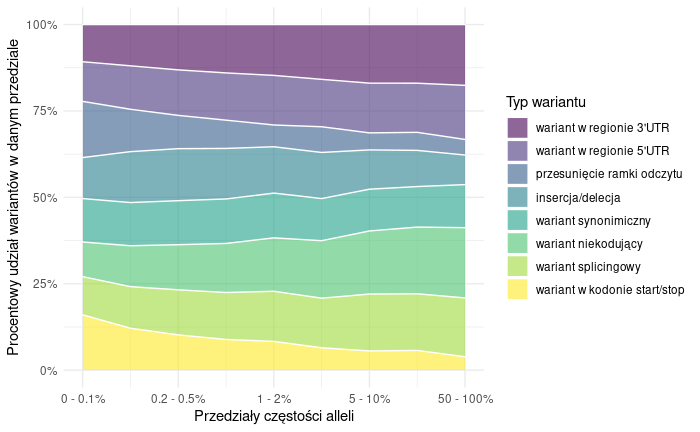 100%
75%
50%
25%
0%
Procentowy udział wariantów w danym przedziale
0 - 0.1%
0.2 - 0.5%
1 - 2%
5 - 10%
50 - 100%
Przedziały częstości alleli
Typ wariantu
wariant w regionie 3'UTR
wariant w regionie 5'UTR
przesunięcie ramki odczytu
insercja/delecja
wariant synonimiczny
wariant niekodujący
wariant splicingowy
wariant w kodonie start/stop